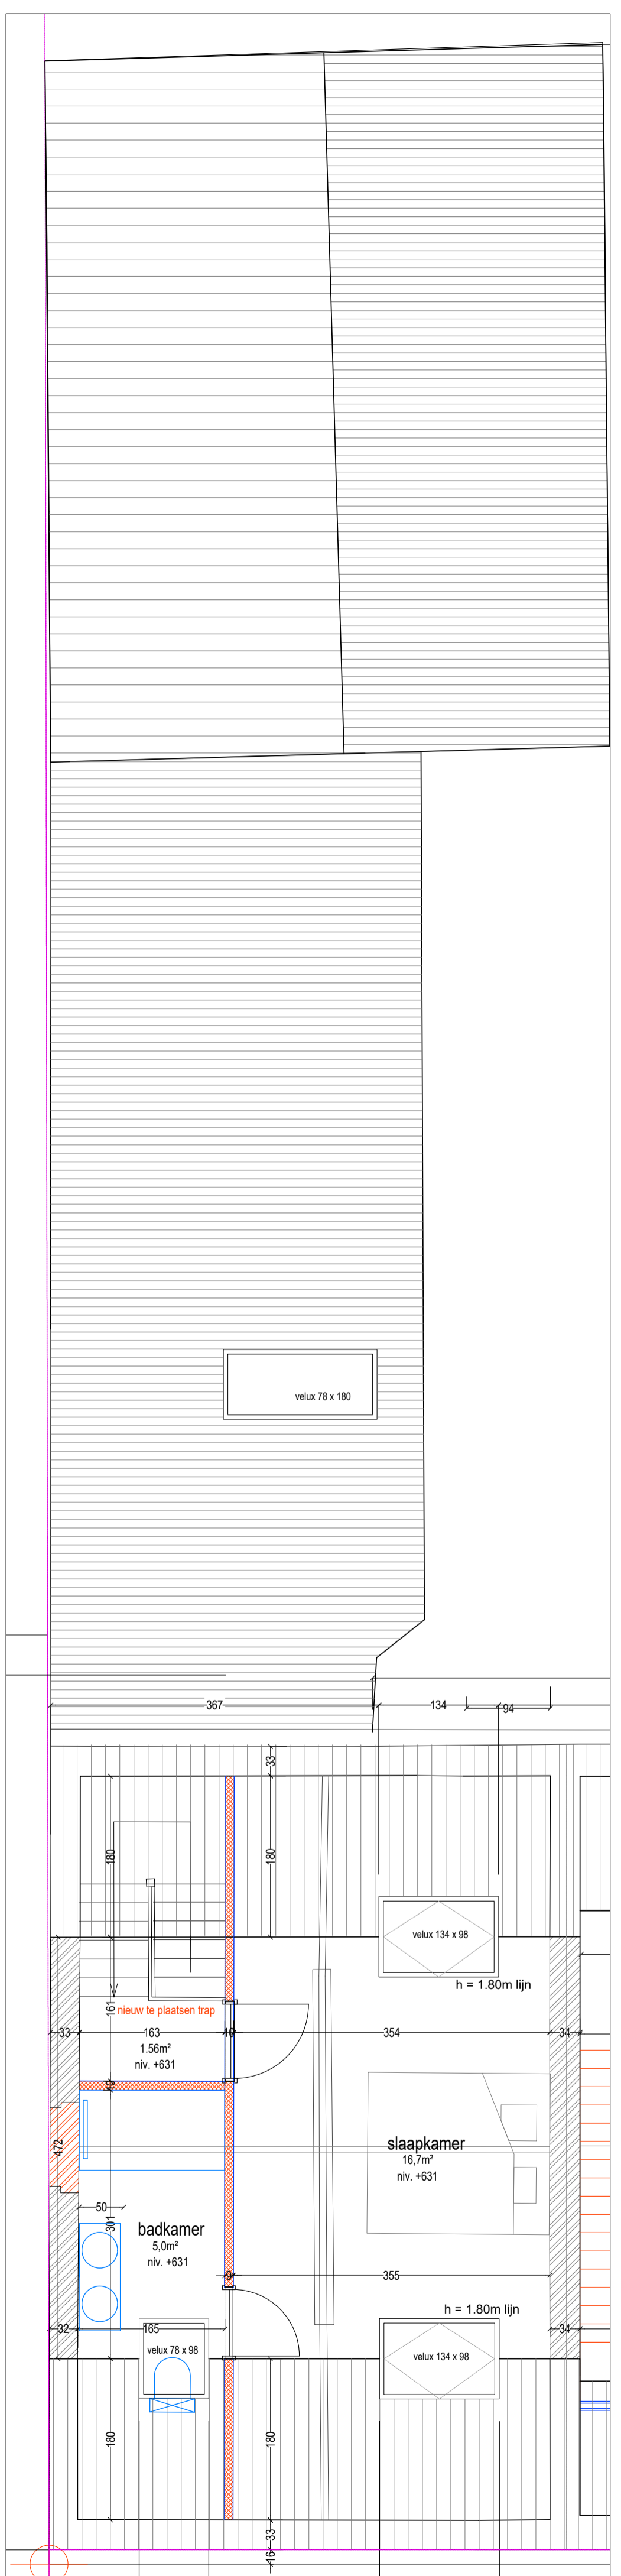 velux 78 x 180
367
134
94
33
180
180
velux 134 x 98
h = 1.80m lijn
161
nieuw te plaatsen trap
33
163
10
354
34
1.56m²
niv. +631
10
slaapkamer
16,7m²
niv. +631
472
50
301
badkamer
5,0m²
niv. +631
355
h = 1.80m lijn
32
165
34
velux 78 x 98
velux 134 x 98
180
180
33
16